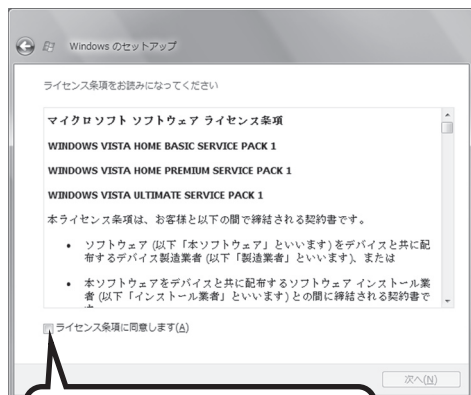 Windows のセットアップ
ライセンス条項をお読みになってください
マイクロソフト ソフトウェア ライセンス条項
WINDOWS VISTA HOME BASIC SERVICE PACK 1
WINDOWS VISTA HOME PREMIUM SERVICE PACK 1
WINDOWS VISTA ULTIMATE SERVICE PACK 1
本ライセンス条項は、お客様と以下の間で締結される契約書です。
• ソフトウェア (以下「本ソフトウェア」といいます) をデバイスと共に配
布するデバイス製造業者 (以下「製造業者」といいます)、または
• 本ソフトウェアをデバイスと共に配布するソフトウェア インストール業
者 (以下「インストール業者」といいます) との間に締結される契約書で
ライセンス条項に同意します(A)
次へ(N)